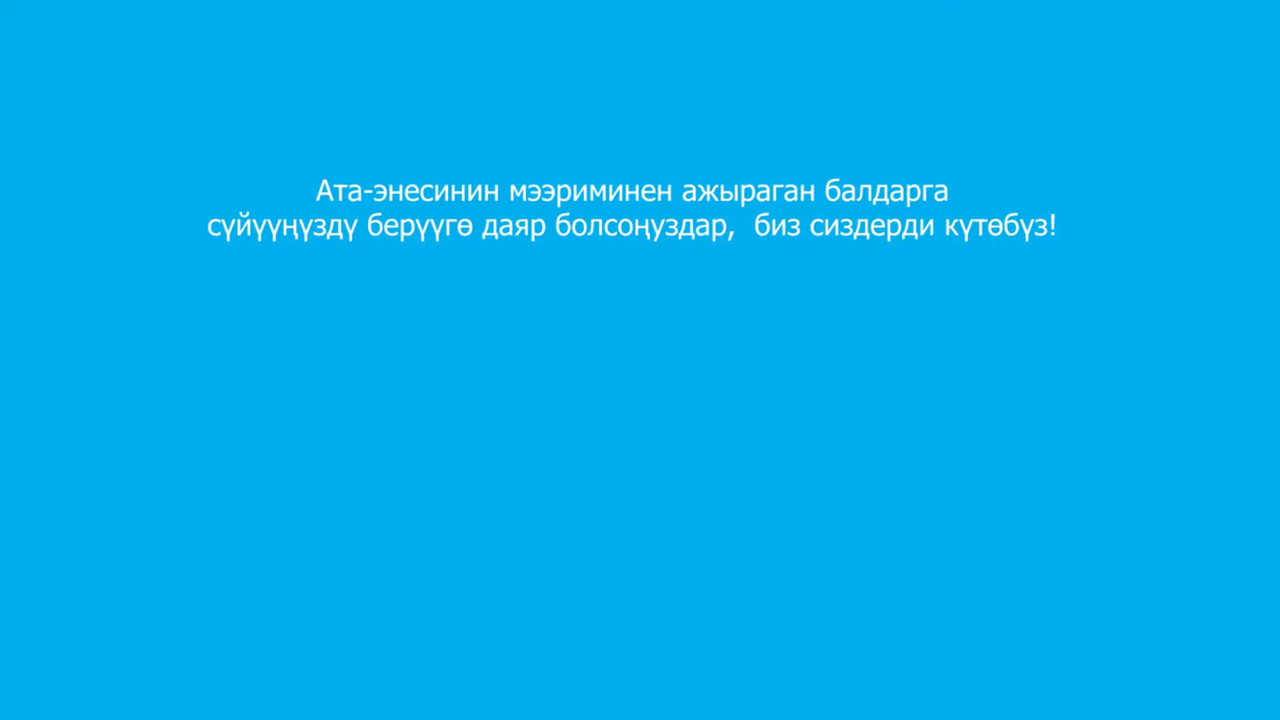 Ата-энесинин мээриминен ажыраган балдарга
сүйүүңүздү берүүгө даяр болсоңуздар,  биз сиздерди күтөбүз!